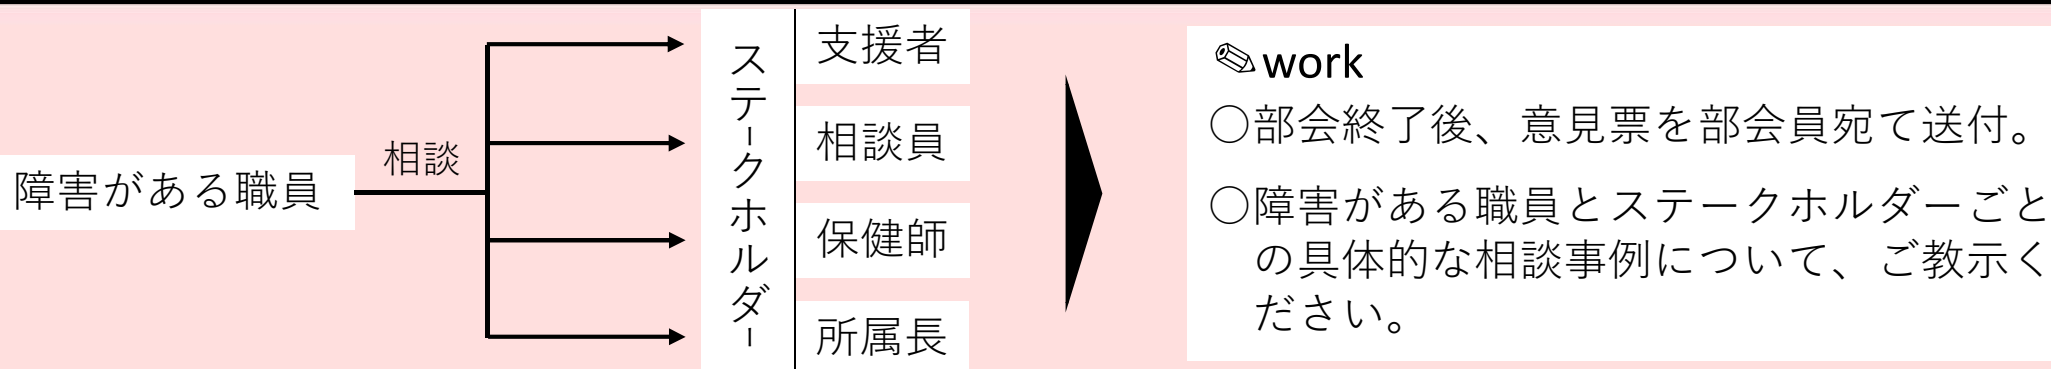 障害がある職員
相談
ステークホルダー
支援者
相談員
保健師
所属長
✎work
○部会終了後、意見票を部会員宛て送付。
○障害がある職員とステークホルダーごと
の具体的な相談事例について、ご教示く
ださい。